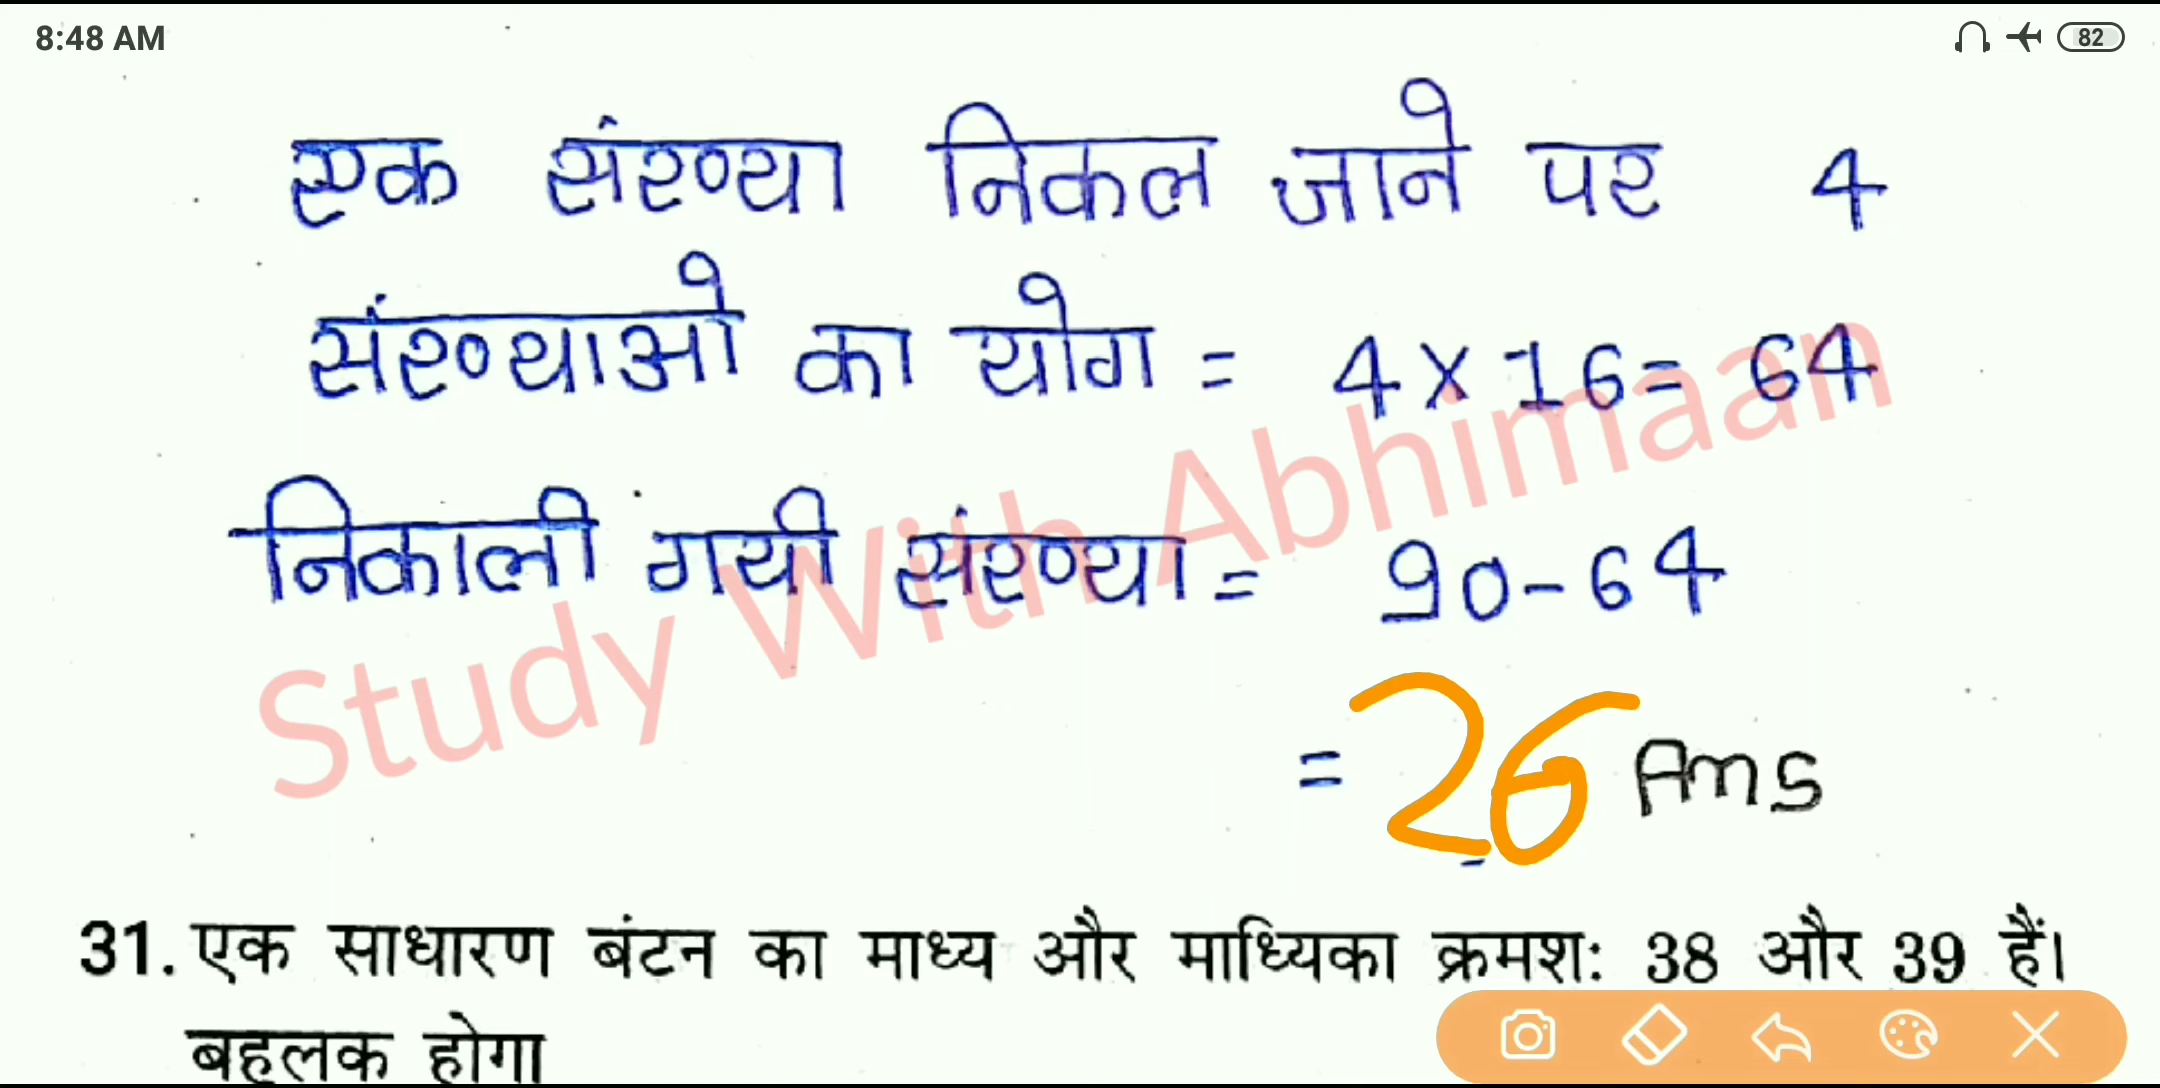 8:48 AM
82
एक संख्या निकल जाने पर 4
संख्याओ का योग = 4 × 16 = 64
निकाली गयी संख्या = 90 - 64
= 26 Ans
Study With Abhimaan
31. एक साधारण बंटन का माध्य और माध्यिका क्रमश: 38 और 39 हैं।
बहुलक होगा